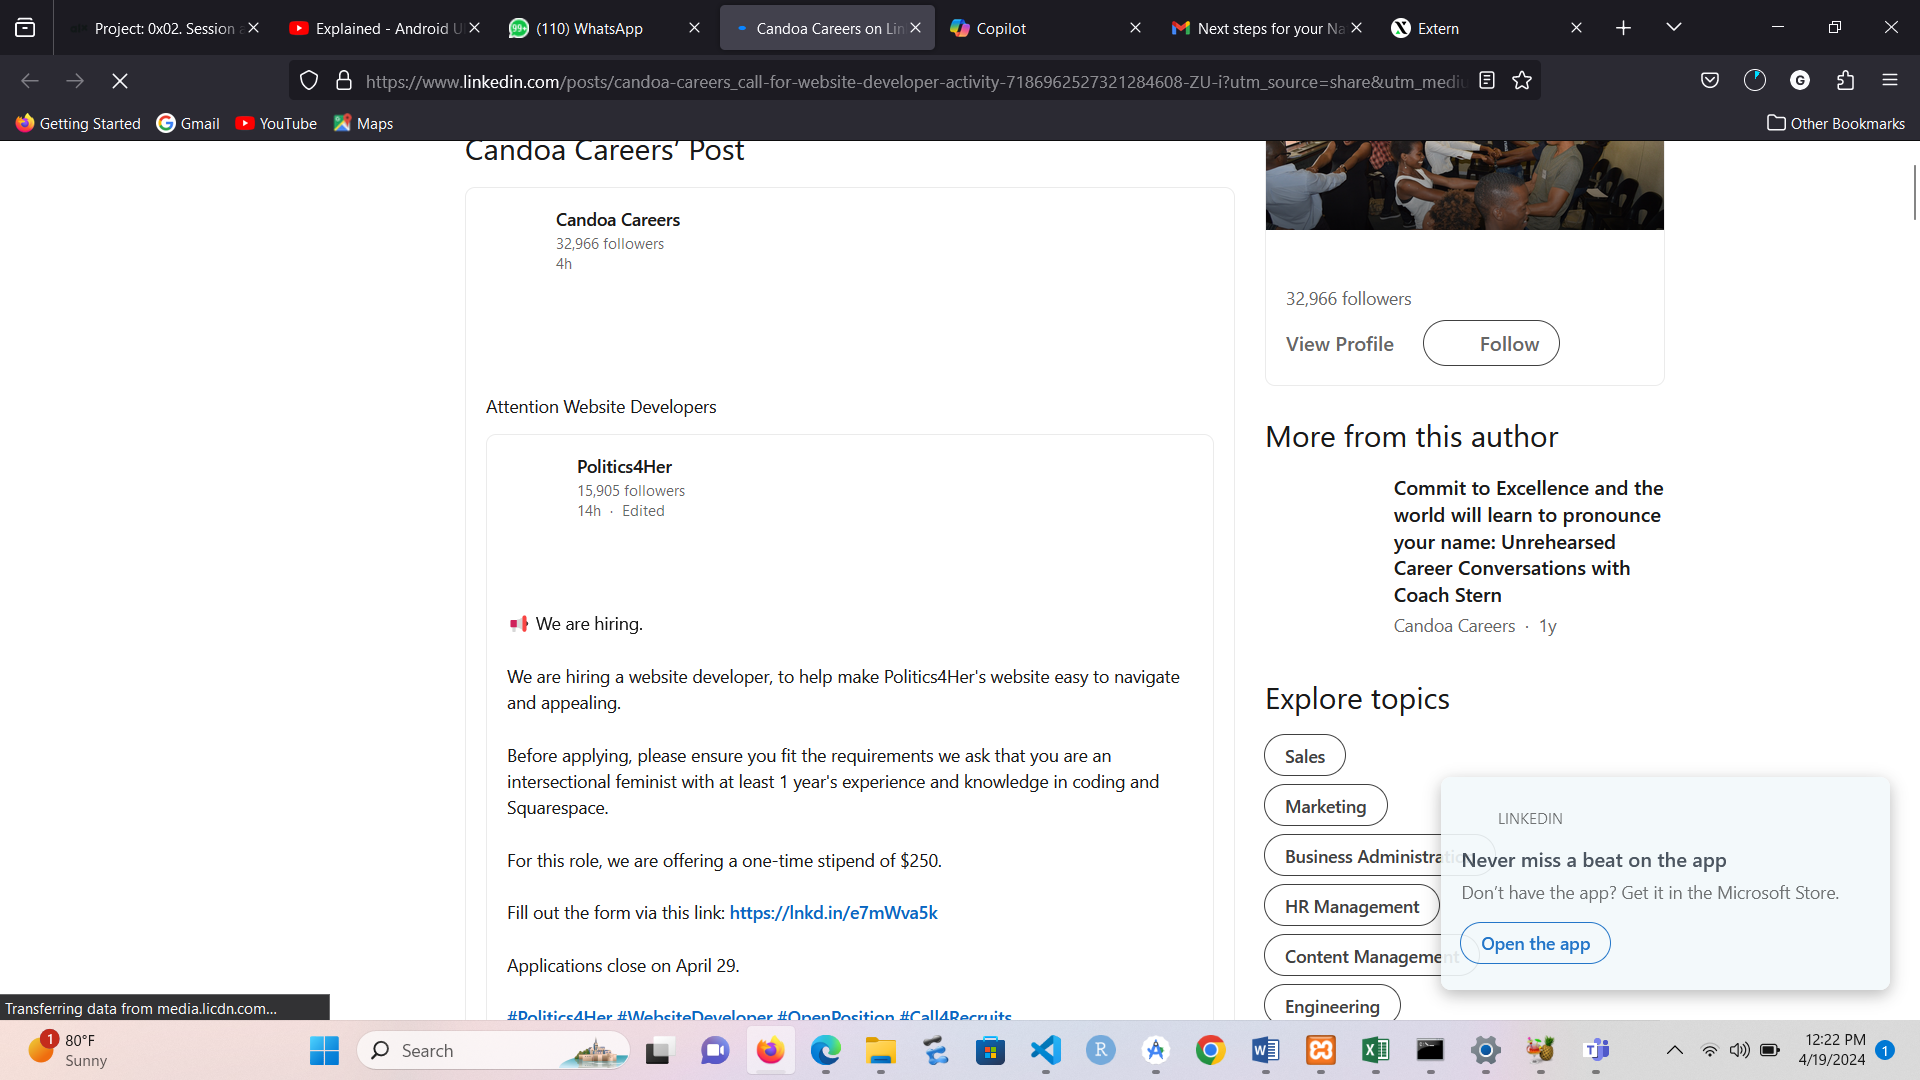 Project: 0x02. Session a
Explained - Android U
(110) WhatsApp
Candoa Careers on Lin
Copilot
Next steps for your Na
Extern
https://www.linkedin.com/posts/candoa-careers_call-for-website-developer-activity-7186962527321284608-ZU-i?utm_source=share&utm_mediu
Getting Started
Gmail
YouTube
Maps
Other Bookmarks
Candoa Careers’ Post
Candoa Careers
32,966 followers
4h
Attention Website Developers
Politics4Her
15,905 followers
14h · Edited
📢 We are hiring.
We are hiring a website developer, to help make Politics4Her's website easy to navigate
and appealing.
Before applying, please ensure you fit the requirements we ask that you are an
intersectional feminist with at least 1 year's experience and knowledge in coding and
Squarespace.
For this role, we are offering a one-time stipend of $250.
Fill out the form via this link: https://lnkd.in/e7mWva5k
Applications close on April 29.
#Politics4Her #WebsiteDeveloper #OpenPosition #Call4Recruits
32,966 followers
View Profile
Follow
More from this author
Commit to Excellence and the
world will learn to pronounce
your name: Unrehearsed
Career Conversations with
Coach Stern
Candoa Careers · 1y
Explore topics
Sales
Marketing
Business Administratio
HR Management
Content Management
Engineering
LINKEDIN
Never miss a beat on the app
Don’t have the app? Get it in the Microsoft Store.
Open the app
Transferring data from media.licdn.com...
1
80°F
Sunny
Search
12:22 PM
4/19/2024
1